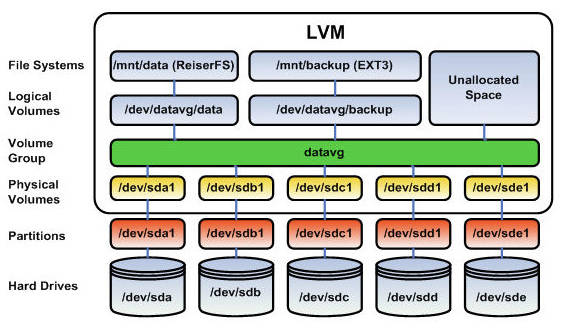 LVM
File Systems /mnt/data (ReiserFS) /mnt/backup (EXT3)
Unallocated
Space
Logical
Volumes /dev/datavg/data /dev/datavg/backup
Volume
Group datavg
Physical
Volumes /dev/sda1 /dev/sdb1 /dev/sdc1 /dev/sdd1 /dev/sde1
Partitions /dev/sda1 /dev/sdb1 /dev/sdc1 /dev/sdd1 /dev/sde1
Hard Drives /dev/sda /dev/sdb /dev/sdc /dev/sdd /dev/sde